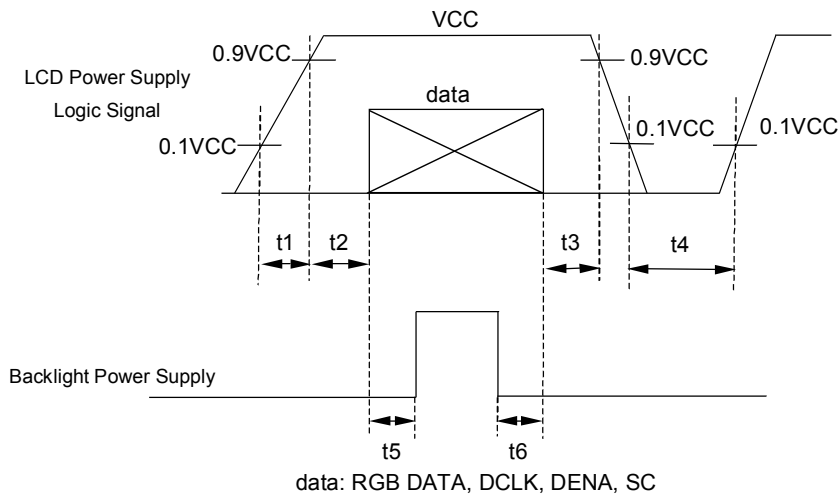 VCC
0.9VCC
0.9VCC
LCD Power Supply
Logic Signal
data
0.1VCC
0.1VCC
0.1VCC
t1
t2
t3
t4
Backlight Power Supply
t5
t6
data: RGB DATA, DCLK, DENA, SC